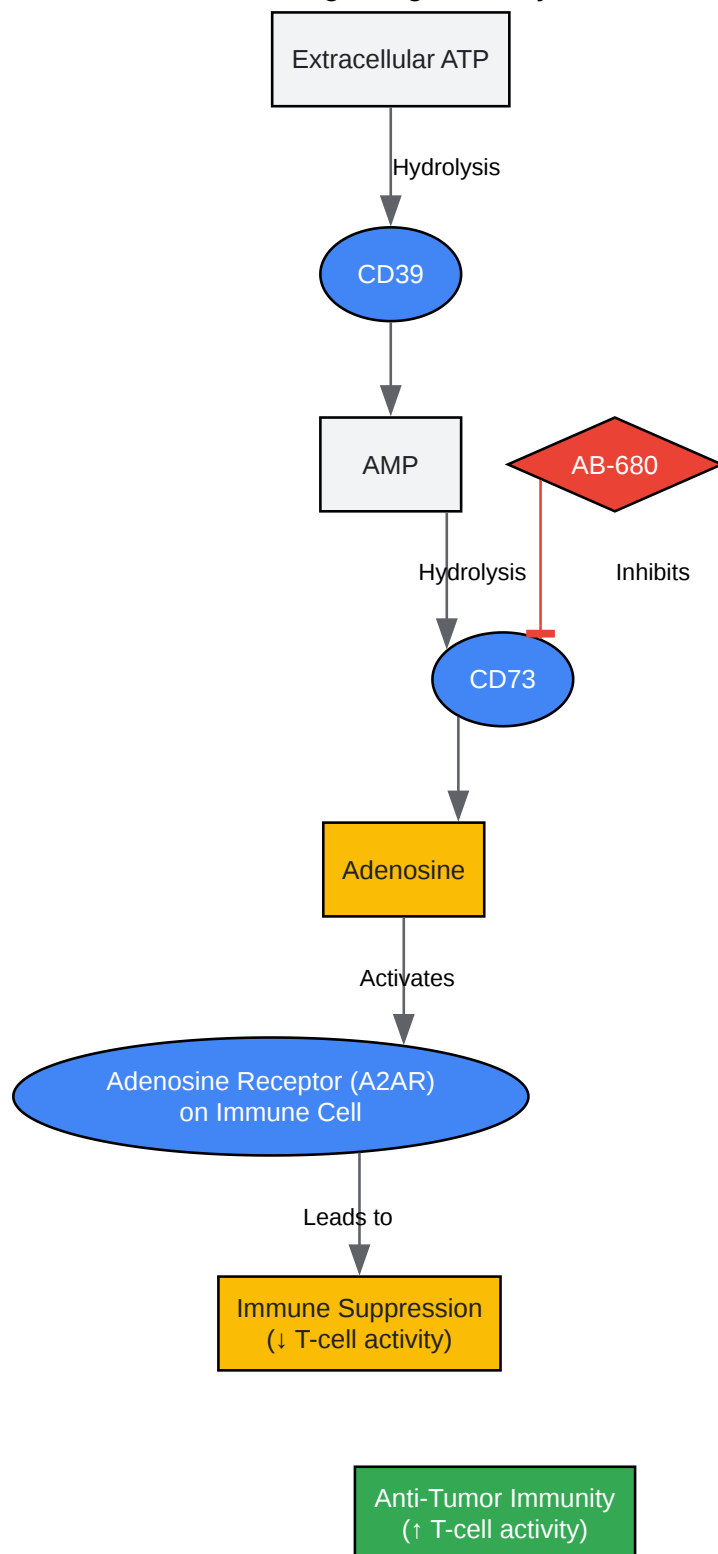 Extracellular ATP
Hydrolysis
CD39
AMP
AB-680
Hydrolysis
Inhibits
CD73
Adenosine
Activates
Adenosine Receptor (A2AR)
on Immune Cell
Leads to
Immune Suppression
(↓ T-cell activity)
Anti-Tumor Immunity
(↑ T-cell activity)